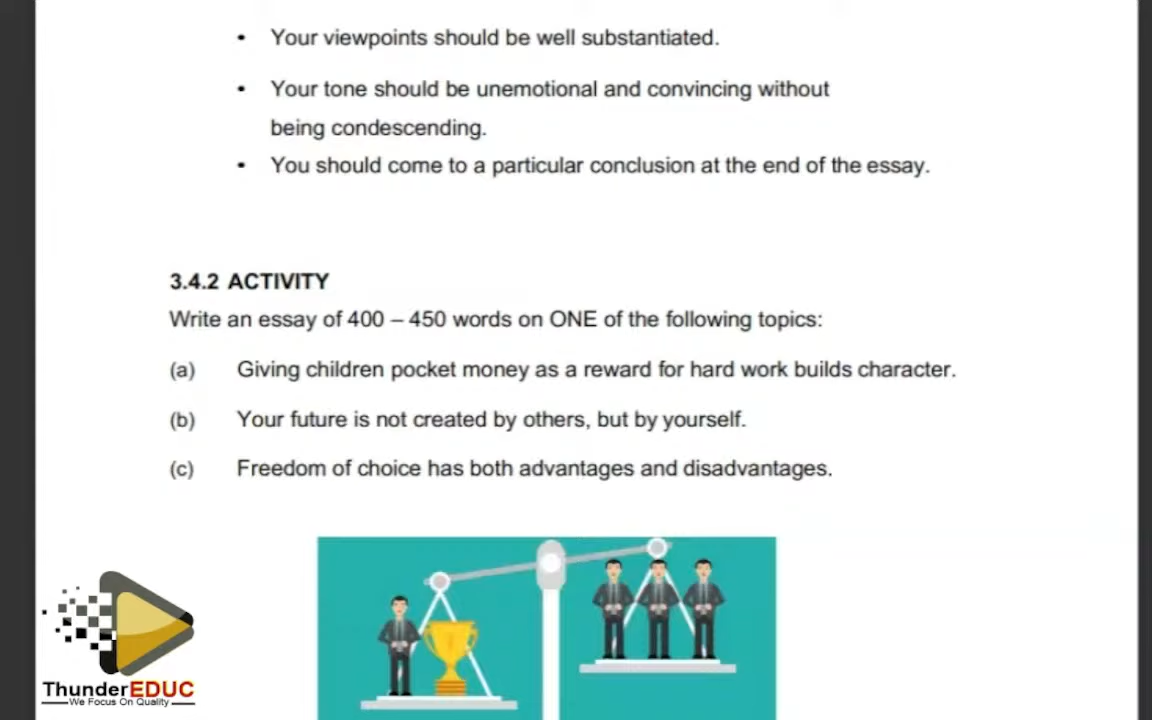 • Your viewpoints should be well substantiated.
• Your tone should be unemotional and convincing without
being condescending.
• You should come to a particular conclusion at the end of the essay.
3.4.2 ACTIVITY
Write an essay of 400 – 450 words on ONE of the following topics:
(a) Giving children pocket money as a reward for hard work builds character.
(b) Your future is not created by others, but by yourself.
(c) Freedom of choice has both advantages and disadvantages.
ThunderEDUC
We Focus On Quality